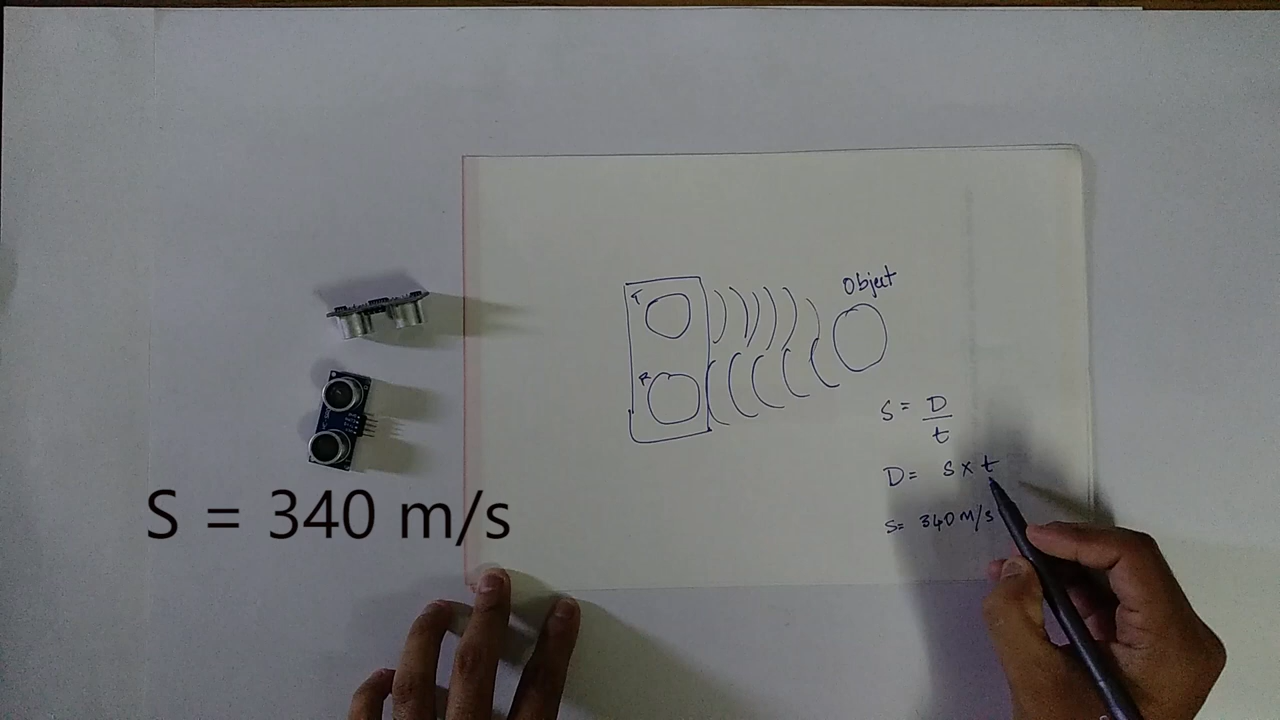 Object
T
R
S = D
t
D = S x t
S = 340 m/s
S = 340 m/s